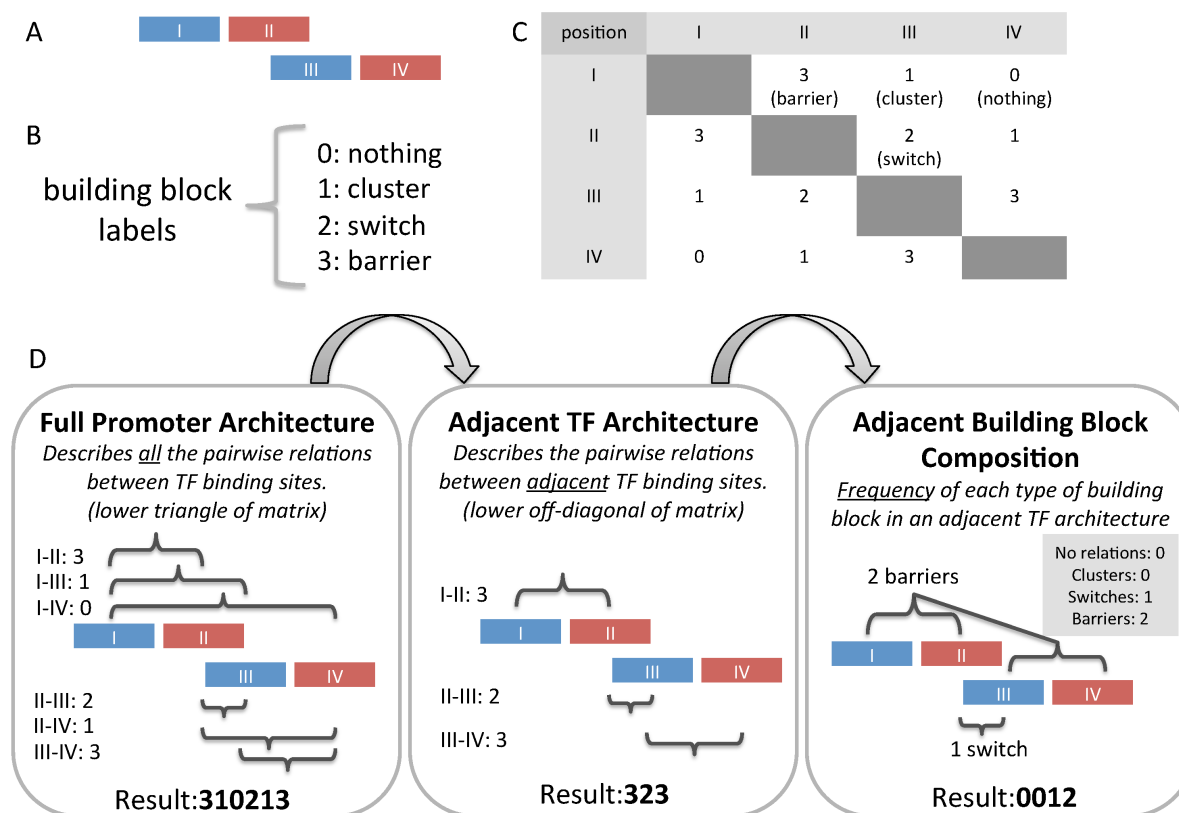 A
I II
III IV
B
building block
labels
0: nothing
1: cluster
2: switch
3: barrier
C
position I II III IV
I 3 1 0
(barrier) (cluster) (nothing)
II 3 2 1
(switch)
III 1 2 3
IV 0 1 3
D
Full Promoter Architecture
Describes all the pairwise relations
between TF binding sites.
(lower triangle of matrix)
I-II: 3
I-III: 1
I-IV: 0
I II
III IV
II-III: 2
II-IV: 1
III-IV: 3
Result:310213
Adjacent TF Architecture
Describes the pairwise relations
between adjacent TF binding sites.
(lower off-diagonal of matrix)
I-II: 3
I II
III IV
II-III: 2
III-IV: 3
Result:323
Adjacent Building Block
Composition
Frequency of each type of building
block in an adjacent TF architecture
No relations: 0
Clusters: 0
Switches: 1
Barriers: 2
2 barriers
I II
III IV
1 switch
Result:0012